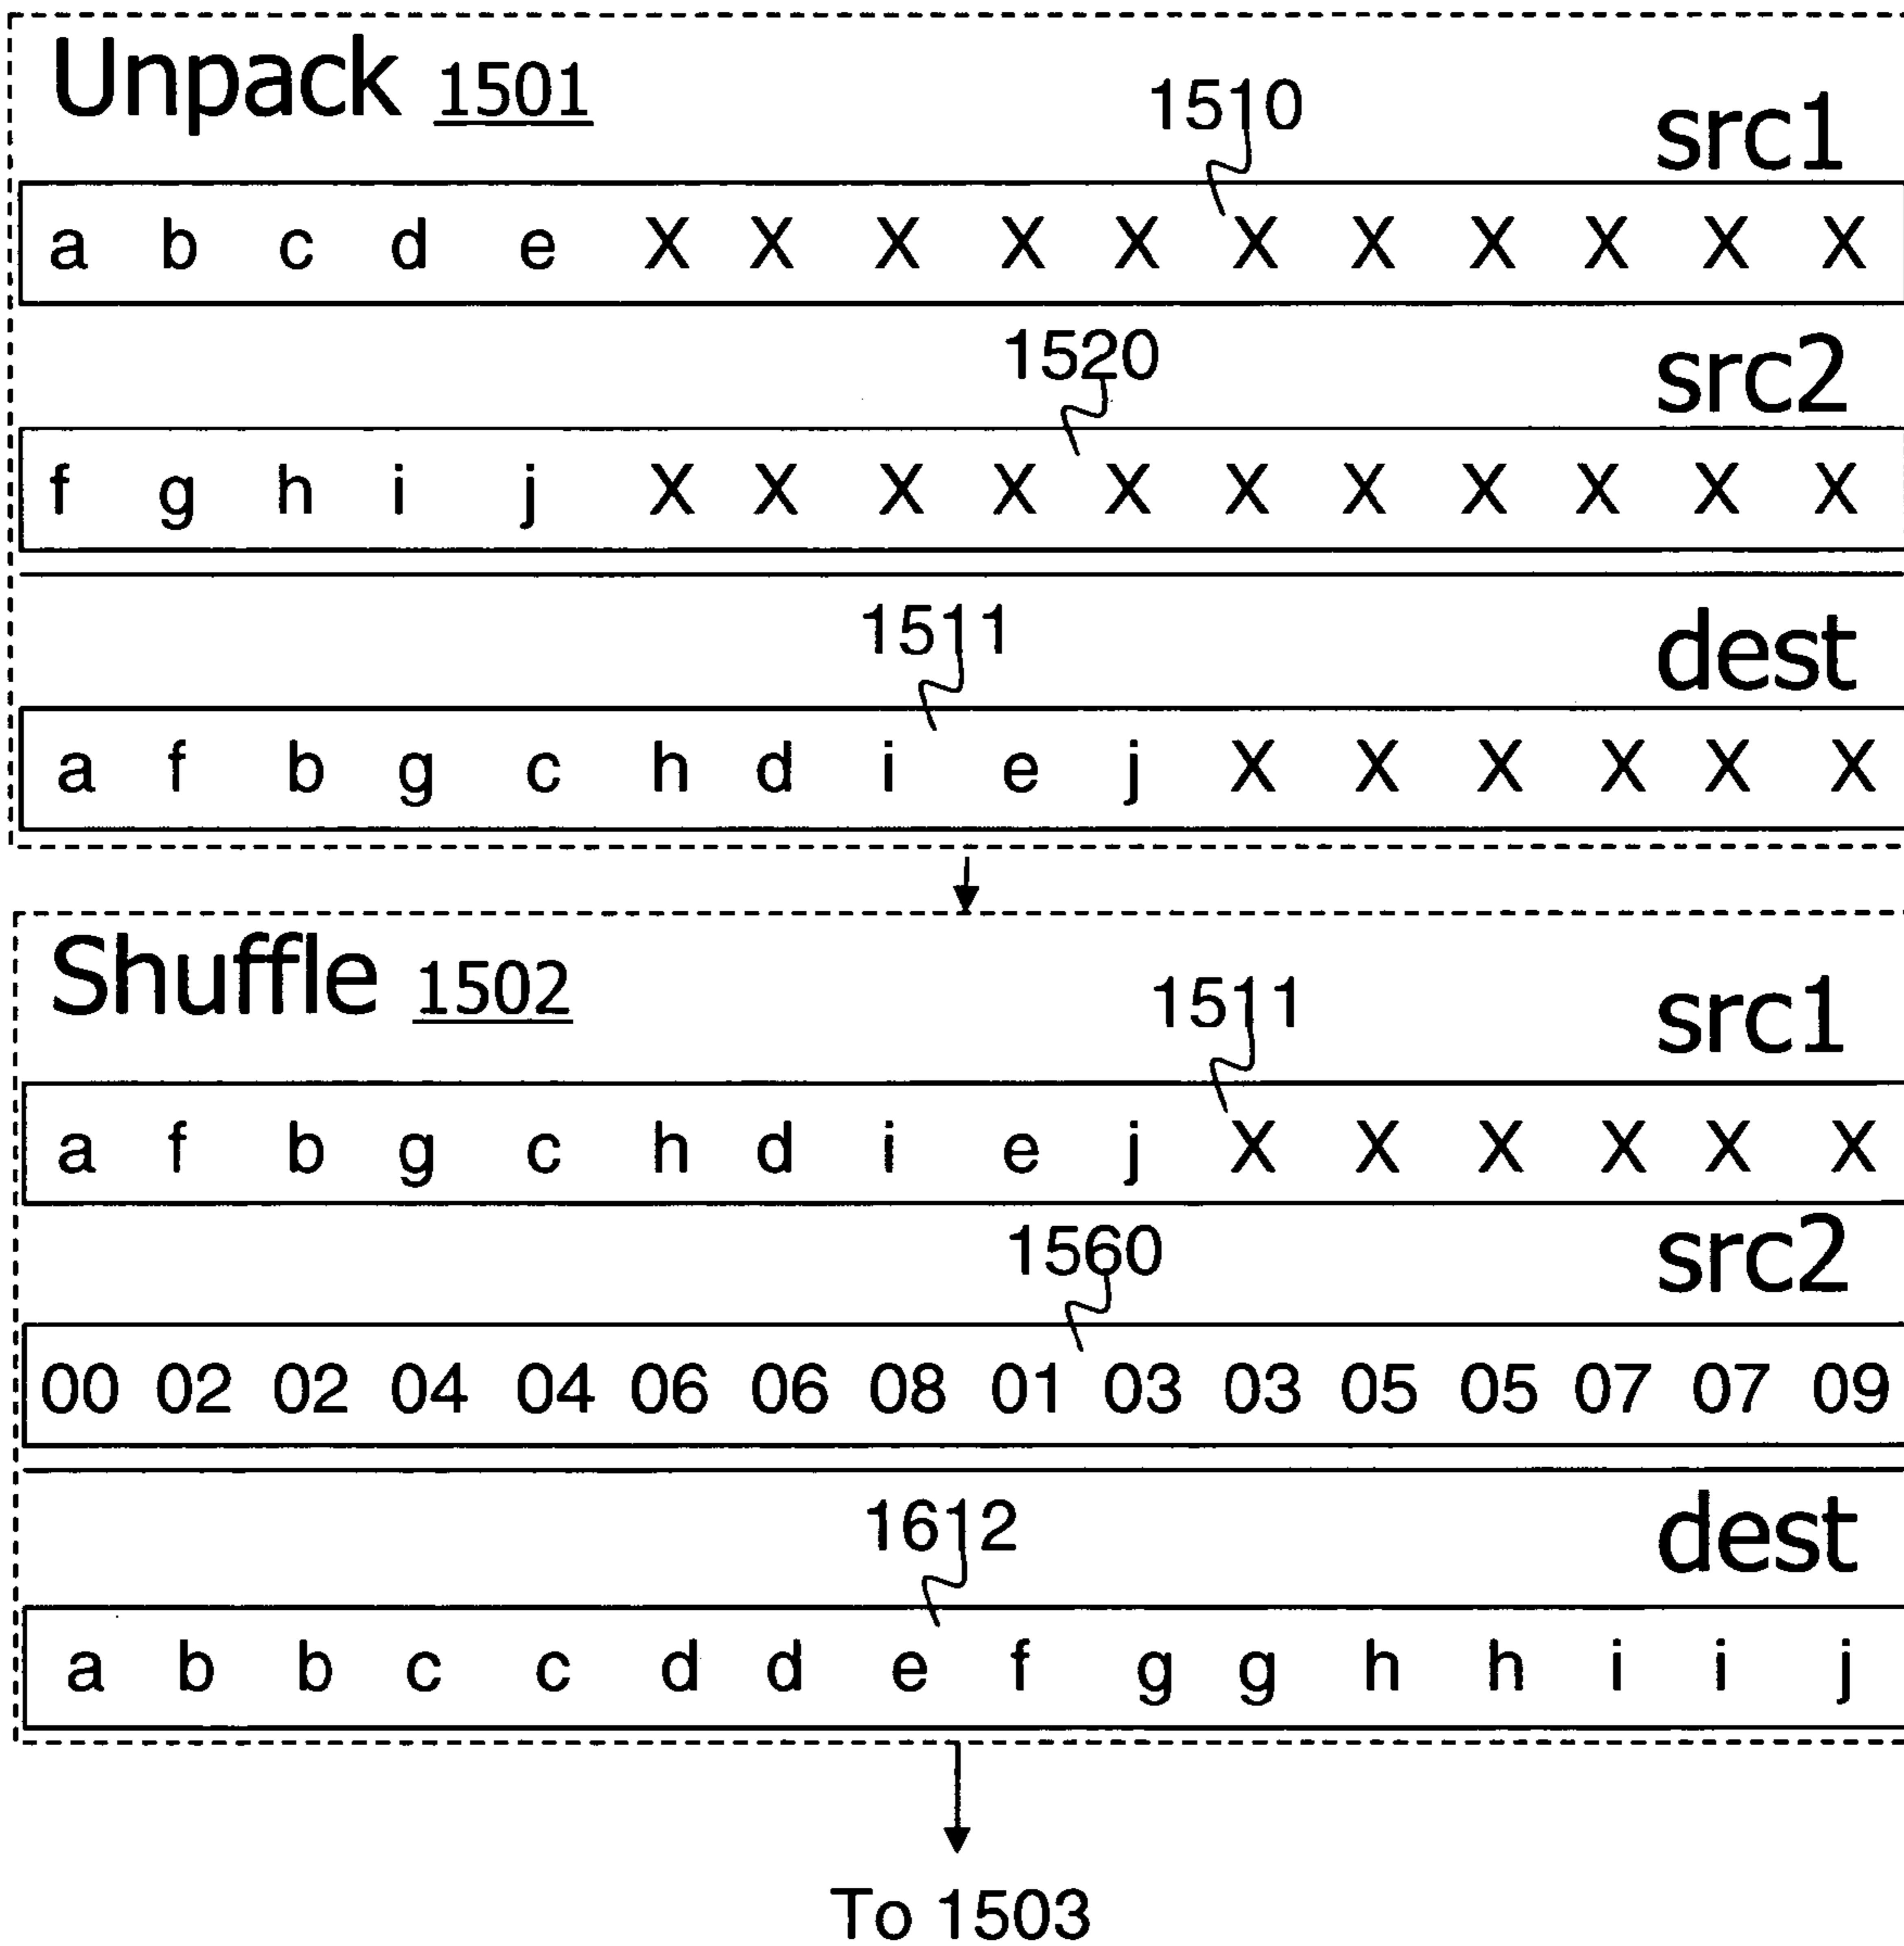 Unpack 1501
1510 src1
a b c d e X X X X X X X X X X X
1520 src2
f g h i j X X X X X X X X X X X
1511 dest
a f b g c h d i e j X X X X X X
Shuffle 1502
1511 src1
a f b g c h d i e j X X X X X X
1560 src2
00 02 02 04 04 06 06 08 01 03 03 05 05 07 07 09
1612 dest
a b b c c d d e f g g h h i i j
To 1503